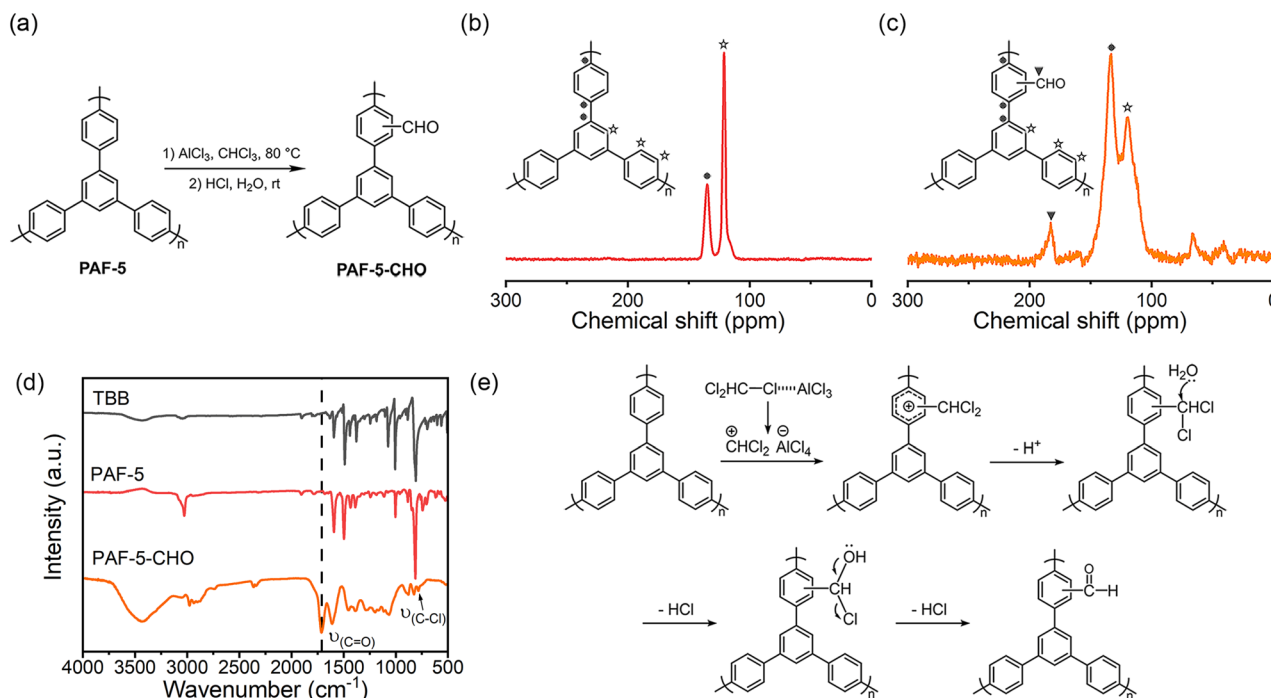 (a)
CHO
1) AlCl₃, CHCl₃, 80 °C
2) HCl, H₂O, rt
n
n
PAF-5
PAF-5-CHO
(b)
n
300
200
100
0
Chemical shift (ppm)
(c)
CHO
n
300
200
100
0
Chemical shift (ppm)
(d)
TBB
PAF-5
PAF-5-CHO
υ(C-Cl)
υ(C=O)
Intensity (a.u.)
4000
3500
3000
2500
2000
1500
1000
500
Wavenumber (cm⁻¹)
(e)
Cl₂HC—Cl·····AlCl₃
⊕ ⊖
CHCl₂ AlCl₄
n
+
CHCl₂
n
- H⁺
H₂O
CHCl
Cl
n
- HCl
OH
CH
Cl
n
- HCl
O
C-H
n